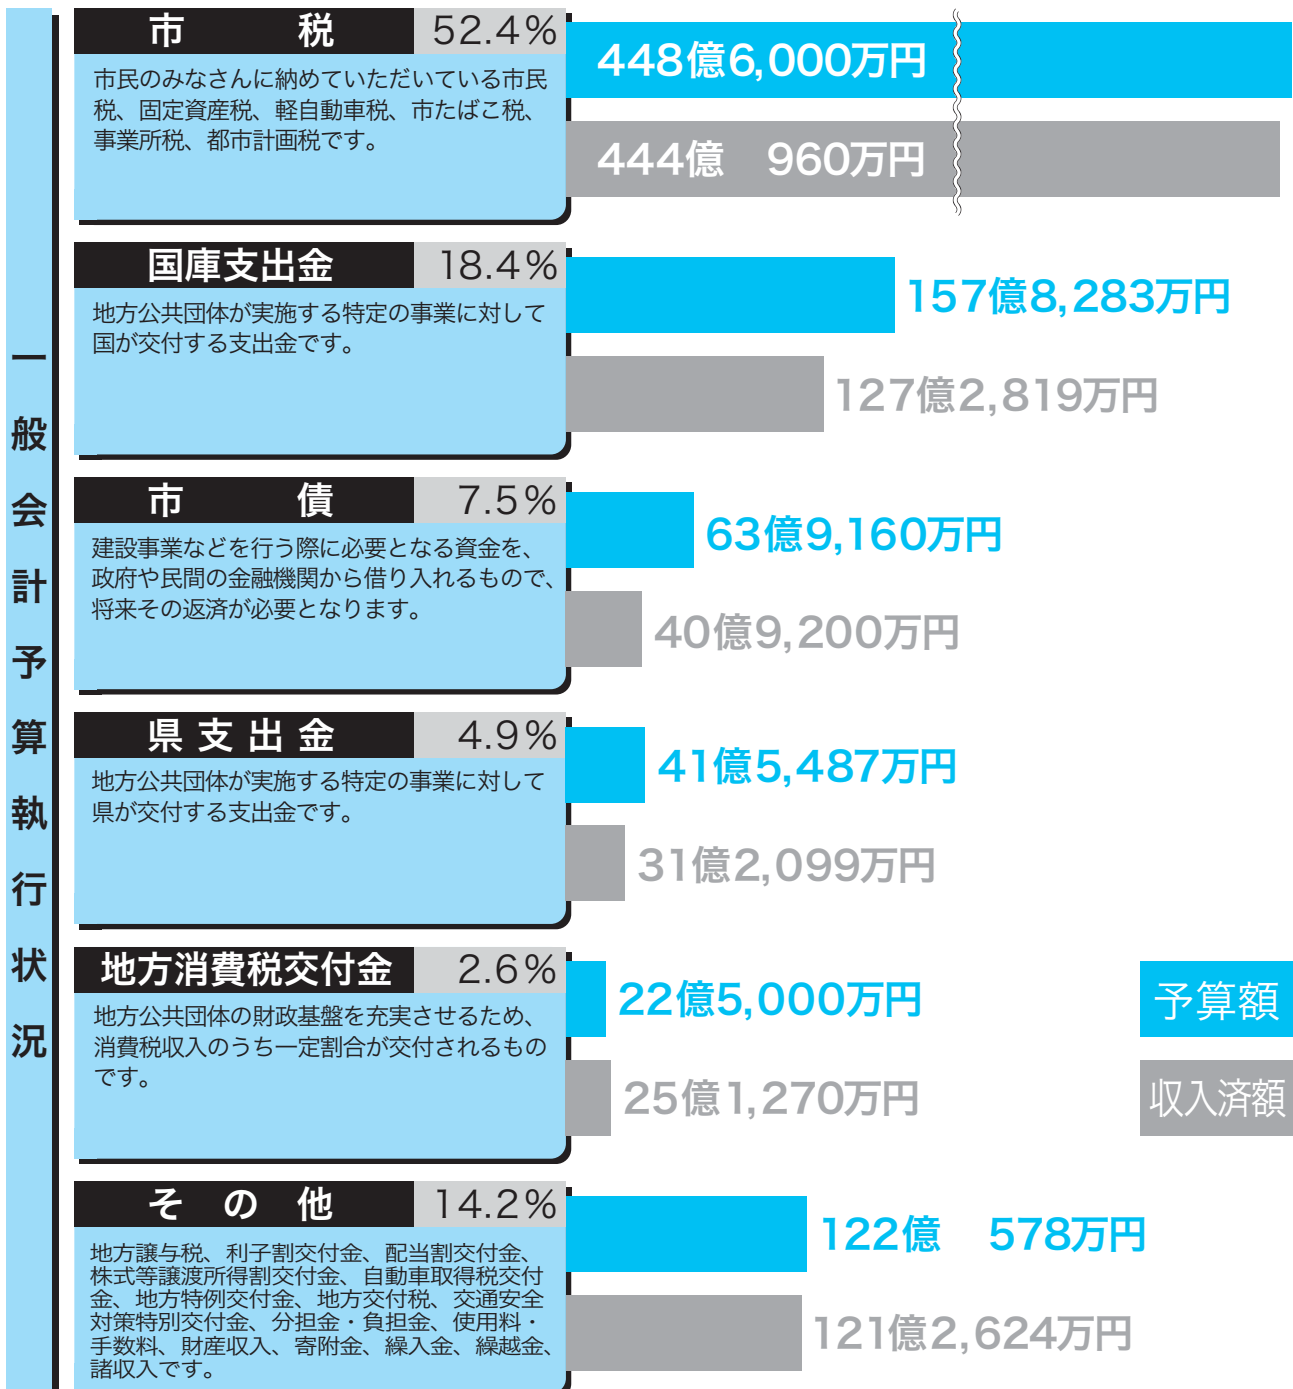 一般会計予算執行状況
市税 52.4%
市民のみなさんに納めていただいている市民
税、固定資産税、軽自動車税、市たばこ税、
事業所税、都市計画税です。
448億6,000万円
444億 960万円
国庫支出金 18.4%
地方公共団体が実施する特定の事業に対して
国が交付する支出金です。
157億8,283万円
127億2,819万円
市債 7.5%
建設事業などを行う際に必要となる資金を、
政府や民間の金融機関から借り入れるもので、
将来その返済が必要となります。
63億9,160万円
40億9,200万円
県支出金 4.9%
地方公共団体が実施する特定の事業に対して
県が交付する支出金です。
41億5,487万円
31億2,099万円
地方消費税交付金 2.6%
地方公共団体の財政基盤を充実させるため、
消費税収入のうち一定割合が交付されるもの
です。
22億5,000万円
25億1,270万円
予算額
収入済額
その他 14.2%
地方譲与税、利子割交付金、配当割交付金、
株式等譲渡所得割交付金、自動車取得税交付
金、地方特例交付金、地方交付税、交通安全
対策特別交付金、分担金・負担金、使用料・
手数料、財産収入、寄附金、繰入金、繰越金、
諸収入です。
122億 578万円
121億2,624万円